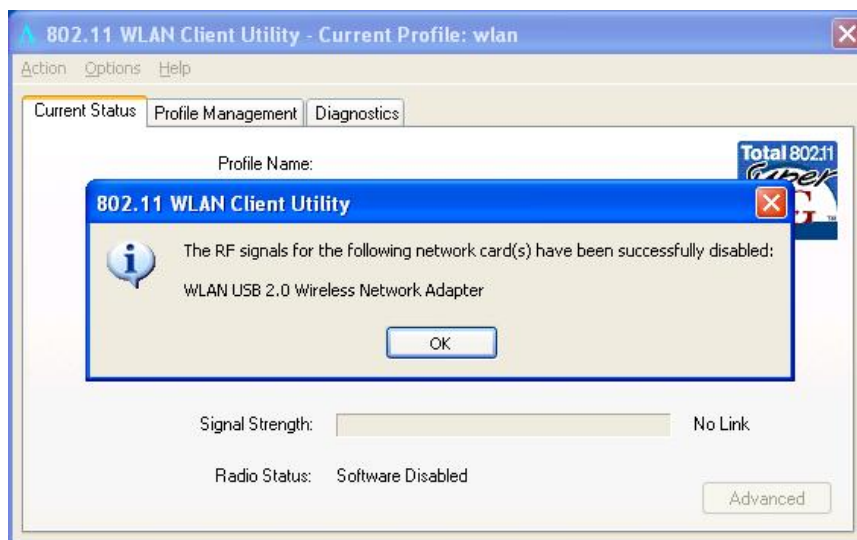 802.11 WLAN Client Utility - Current Profile: wlan
Action Options Help
Current Status Profile Management Diagnostics
Profile Name:
Total 802.11
Super
G
TM
802.11 WLAN Client Utility
The RF signals for the following network card(s) have been successfully disabled:
WLAN USB 2.0 Wireless Network Adapter
OK
Signal Strength: No Link
Radio Status: Software Disabled
Advanced